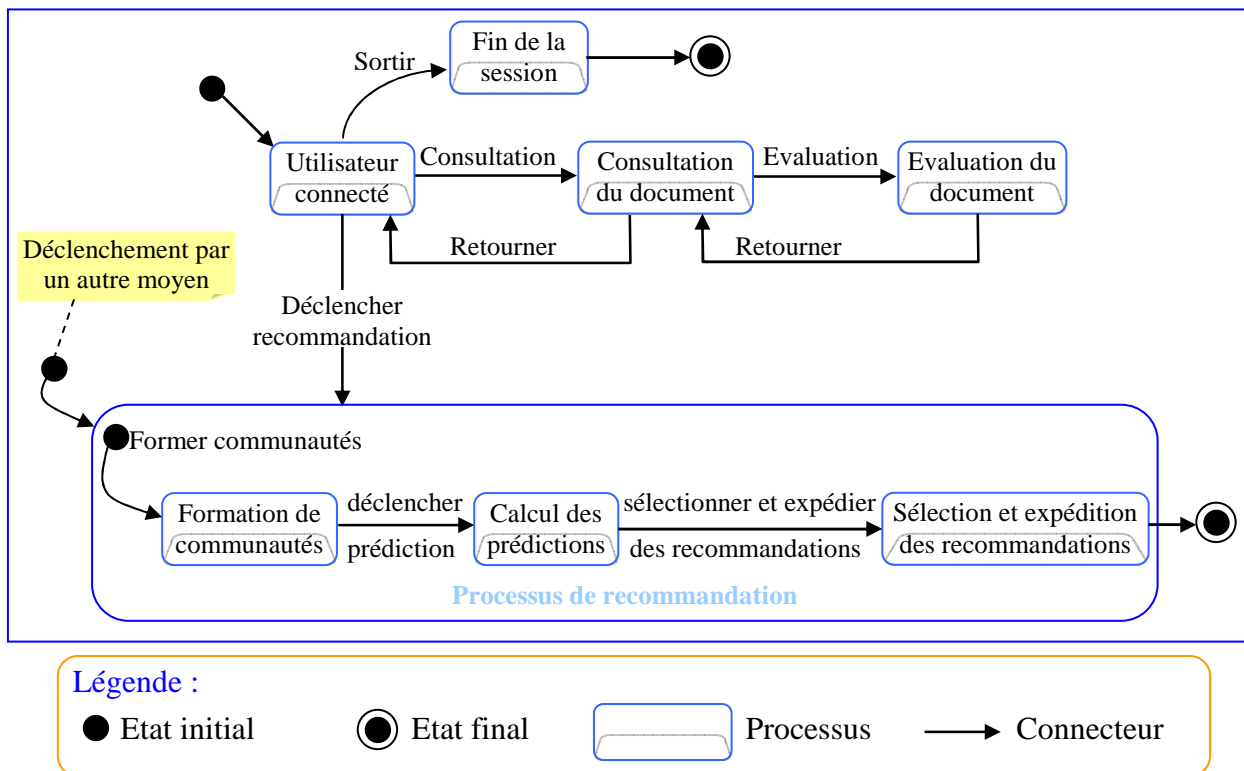 Fin de la
session
Sortir
Utilisateur
connecté
Consultation
Consultation
du document
Evaluation
Evaluation du
document
Retourner
Retourner
Déclenchement par
un autre moyen
Déclencher
recommandation
Former communautés
Formation de
communautés
déclencher
prédiction
Calcul des
prédictions
sélectionner et expédier
des recommandations
Sélection et expédition
des recommandations
Processus de recommandation
Légende :
Etat initial
Etat final
Processus
Connecteur